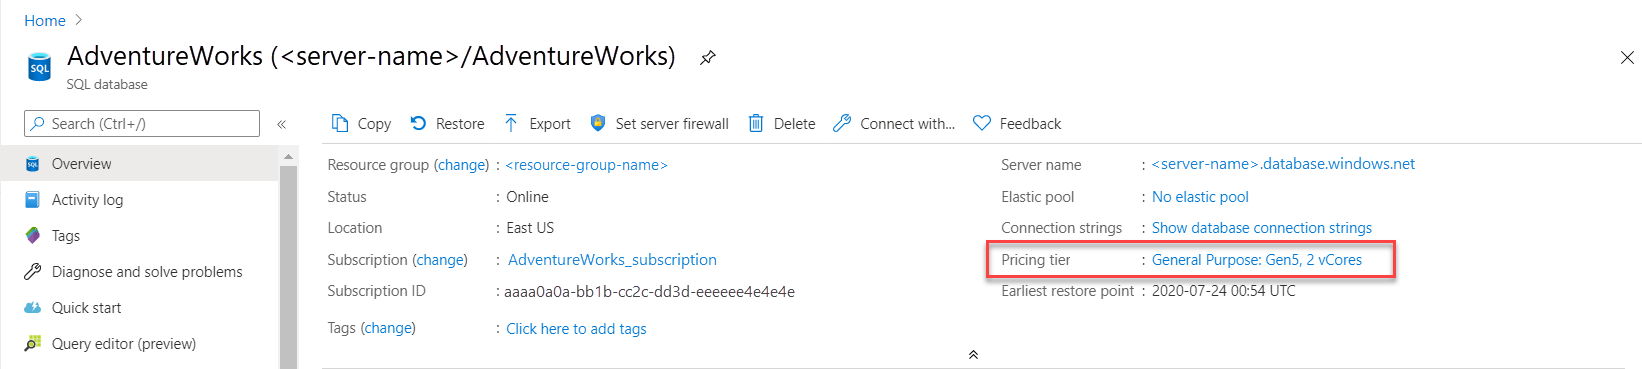 Home
AdventureWorks (<server-name>/AdventureWorks)
SQL
SQL database
Search (Ctrl+/)
Overview
Activity log
Tags
Diagnose and solve problems
Quick start
Query editor (preview)
Copy Restore Export Set server firewall Delete Connect with... Feedback
Resource group (change) : <resource-group-name>
Status : Online
Location : East US
Subscription (change) : AdventureWorks_subscription
Subscription ID : aaaa0a0a-bb1b-cc2c-dd3d-eeeeee4e4e4e
Tags (change) : Click here to add tags
Server name : <server-name>.database.windows.net
Elastic pool : No elastic pool
Connection strings : Show database connection strings
Pricing tier : General Purpose: Gen5, 2 vCores
Earliest restore point : 2020-07-24 00:54 UTC